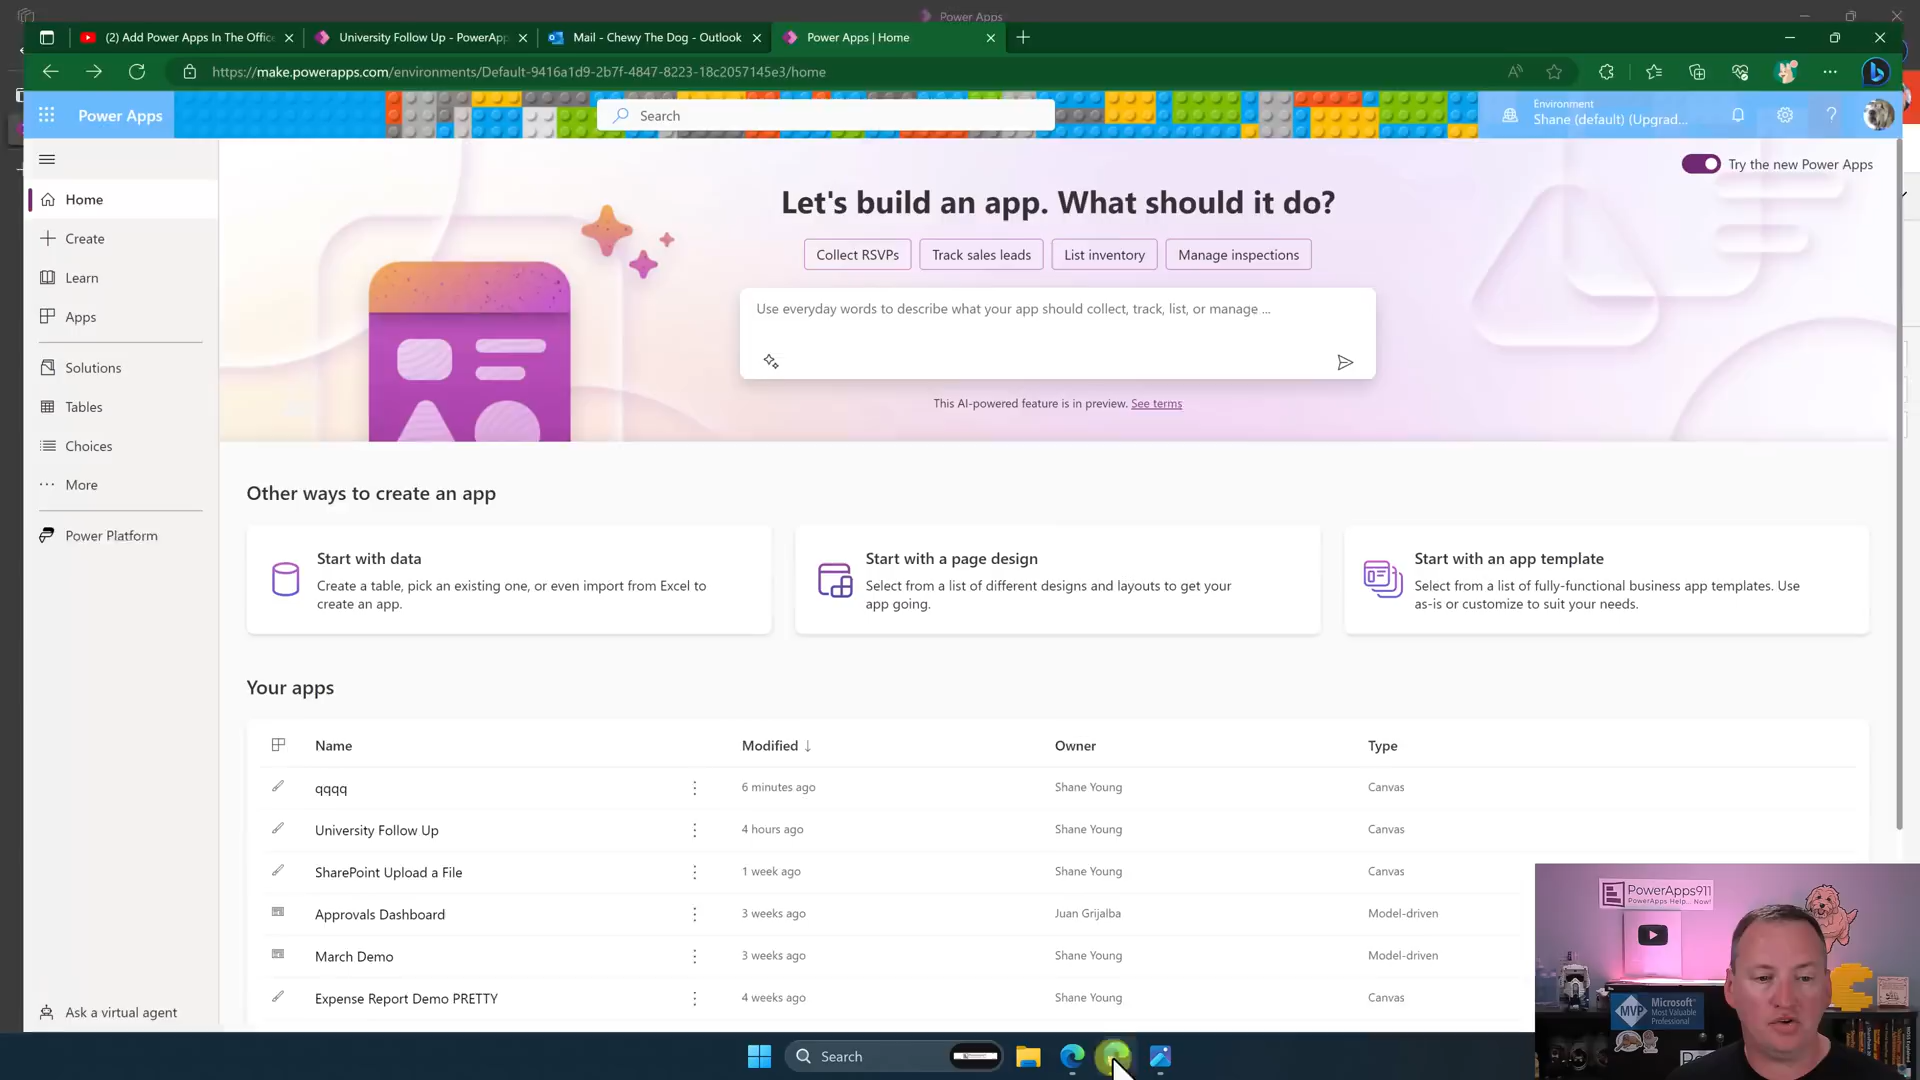 Power Apps
(2) Add Power Apps In The Office
University Follow Up - PowerApp
Mail - Chewy The Dog - Outlook
Power Apps | Home
https://make.powerapps.com/environments/Default-9416a1d9-2b7f-4847-8223-18c2057145e3/home
Power Apps
Search
Environment
Shane (default) (Upgrad...
Try the new Power Apps
Home
Create
Learn
Apps
Solutions
Tables
Choices
More
Power Platform
Ask a virtual agent
Let's build an app. What should it do?
Collect RSVPs
Track sales leads
List inventory
Manage inspections
Use everyday words to describe what your app should collect, track, list, or manage ...
This AI-powered feature is in preview. See terms
Other ways to create an app
Start with data
Create a table, pick an existing one, or even import from Excel to
create an app.
Start with a page design
Select from a list of different designs and layouts to get your
app going.
Start with an app template
Select from a list of fully-functional business app templates. Use
as-is or customize to suit your needs.
Your apps
Name Modified ↓ Owner Type
qqqq 6 minutes ago Shane Young Canvas
University Follow Up 4 hours ago Shane Young Canvas
SharePoint Upload a File 1 week ago Shane Young Canvas
Approvals Dashboard 3 weeks ago Juan Grijalba Model-driven
March Demo 3 weeks ago Shane Young Model-driven
Expense Report Demo PRETTY 4 weeks ago Shane Young Canvas
PowerApps911
PowerApps Help... Now!
Microsoft
MVP
Most Valuable
Professional
Search